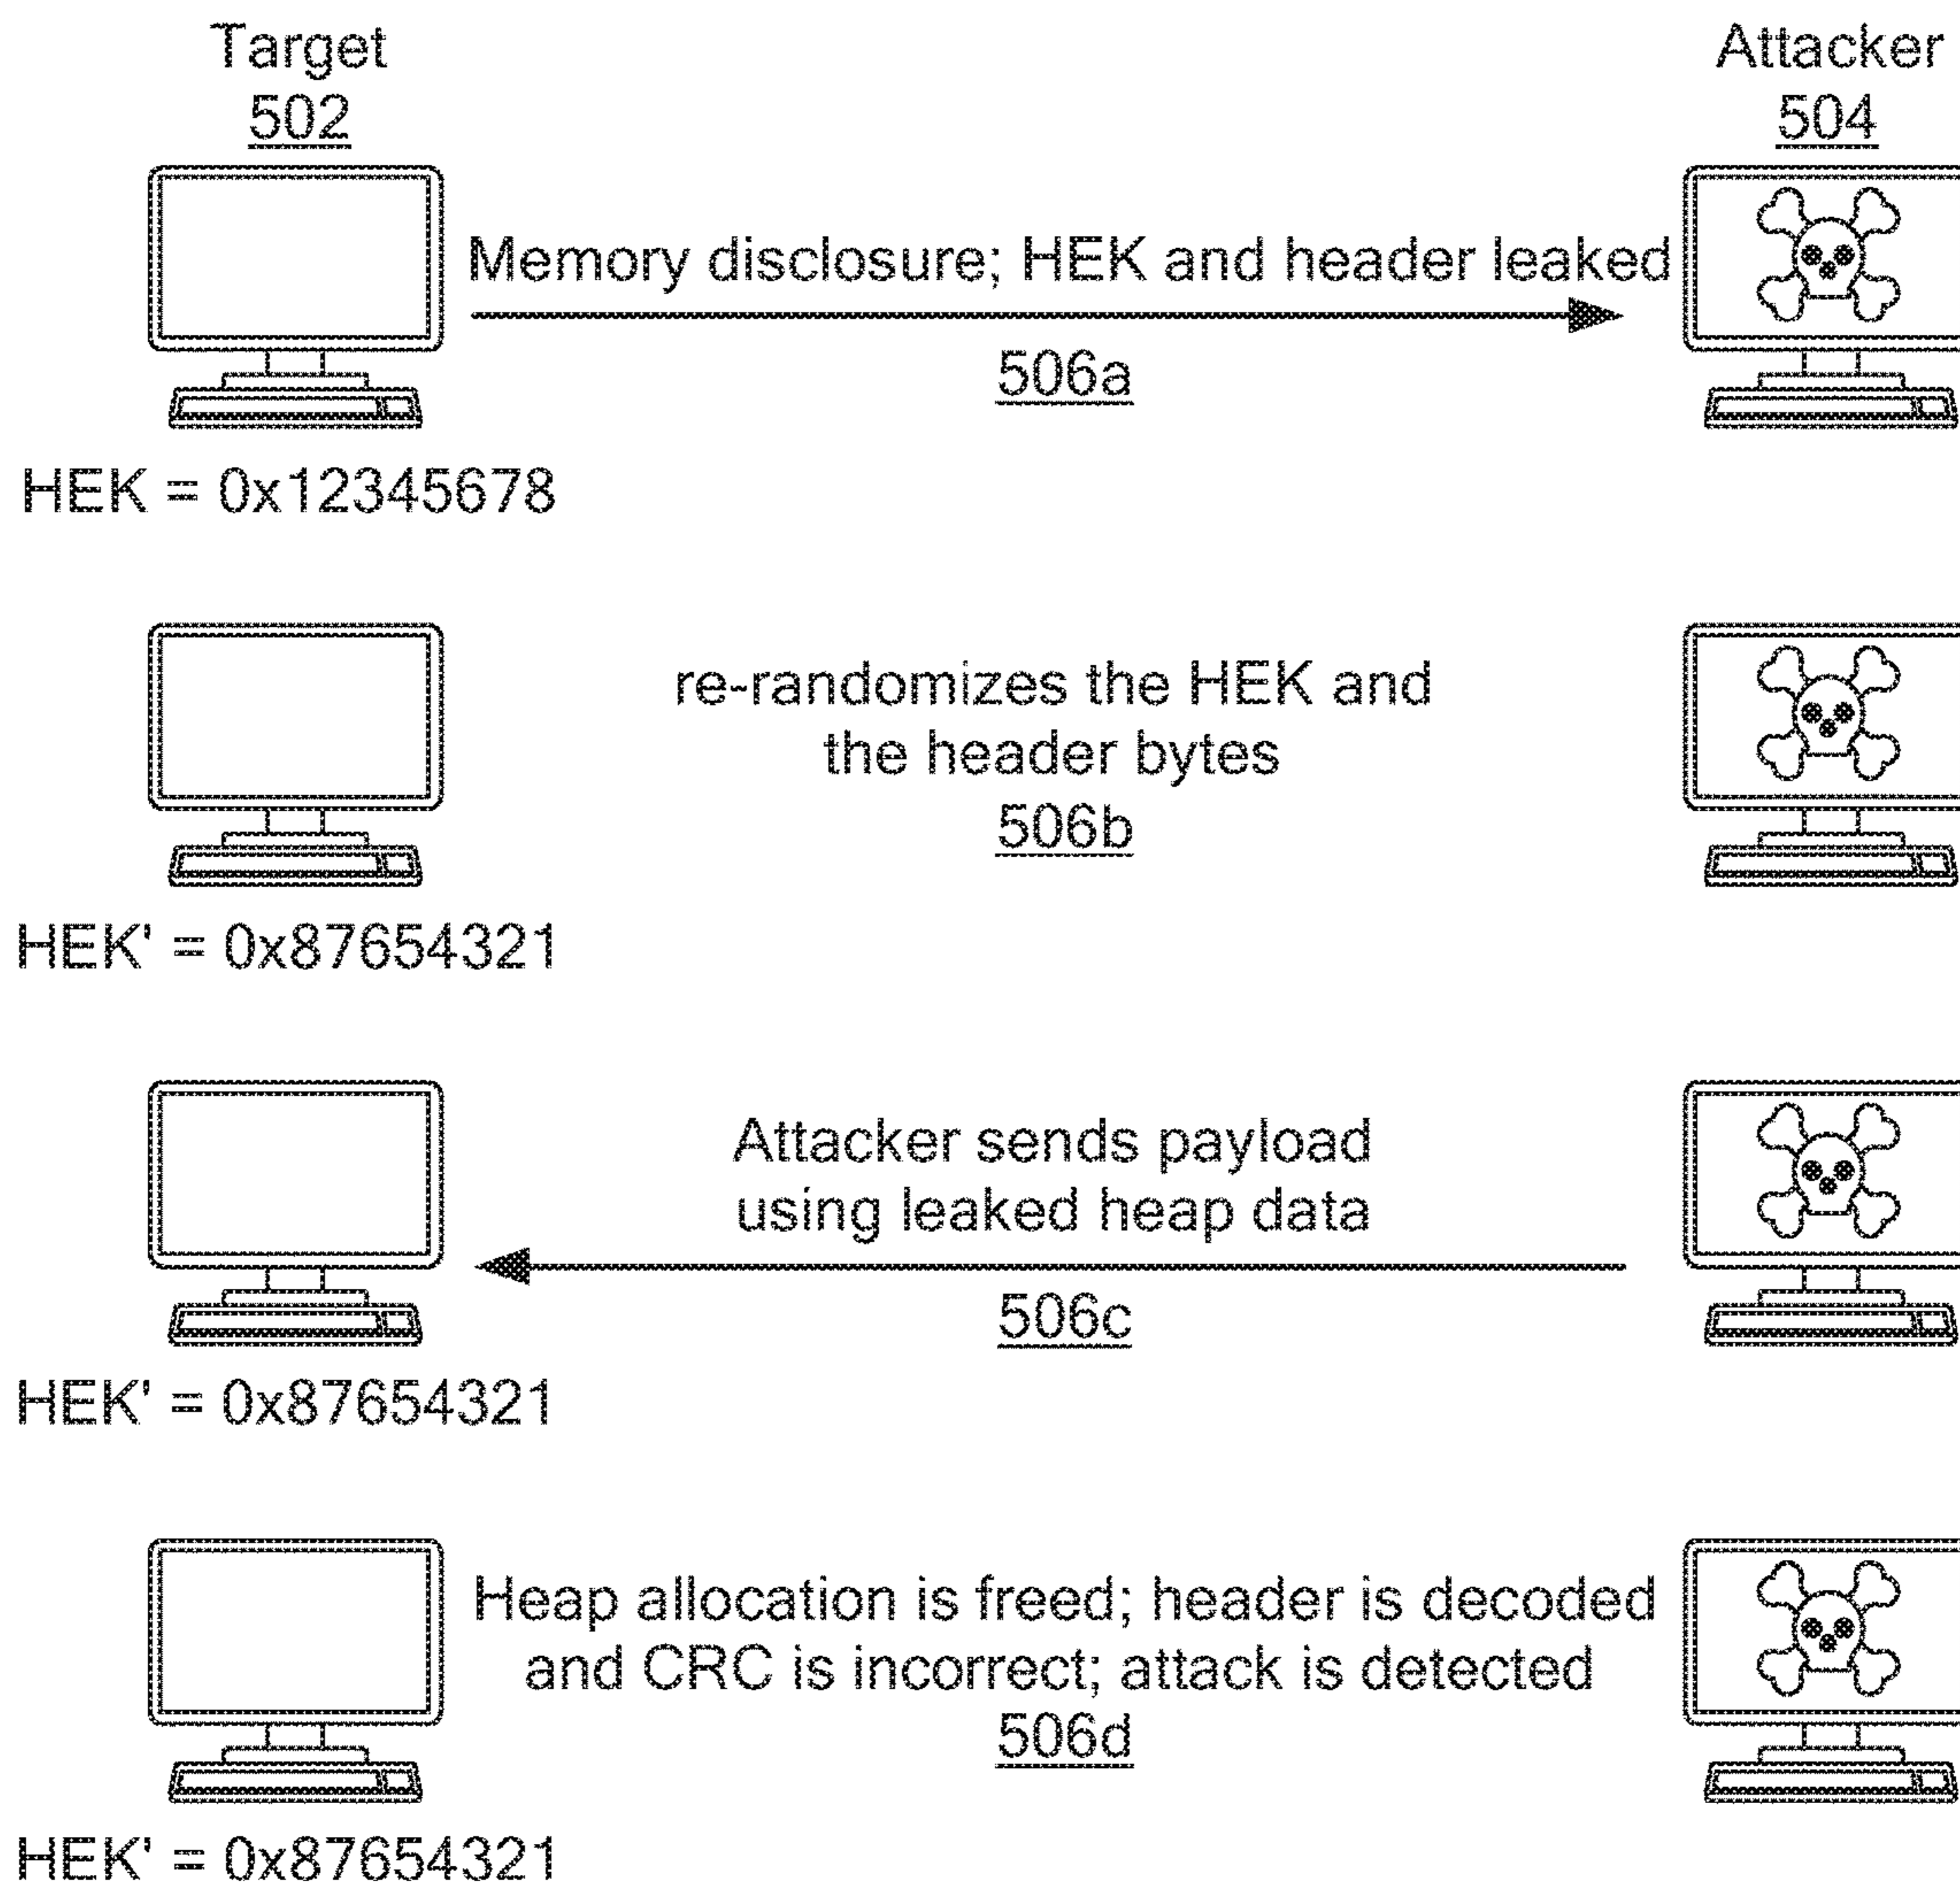 Target
502
Attacker
504
Memory disclosure; HEK and header leaked
506a
HEK = 0x12345678
re-randomizes the HEK and
the header bytes
506b
HEK' = 0x87654321
Attacker sends payload
using leaked heap data
506c
HEK' = 0x87654321
Heap allocation is freed; header is decoded
and CRC is incorrect; attack is detected
506d
HEK' = 0x87654321